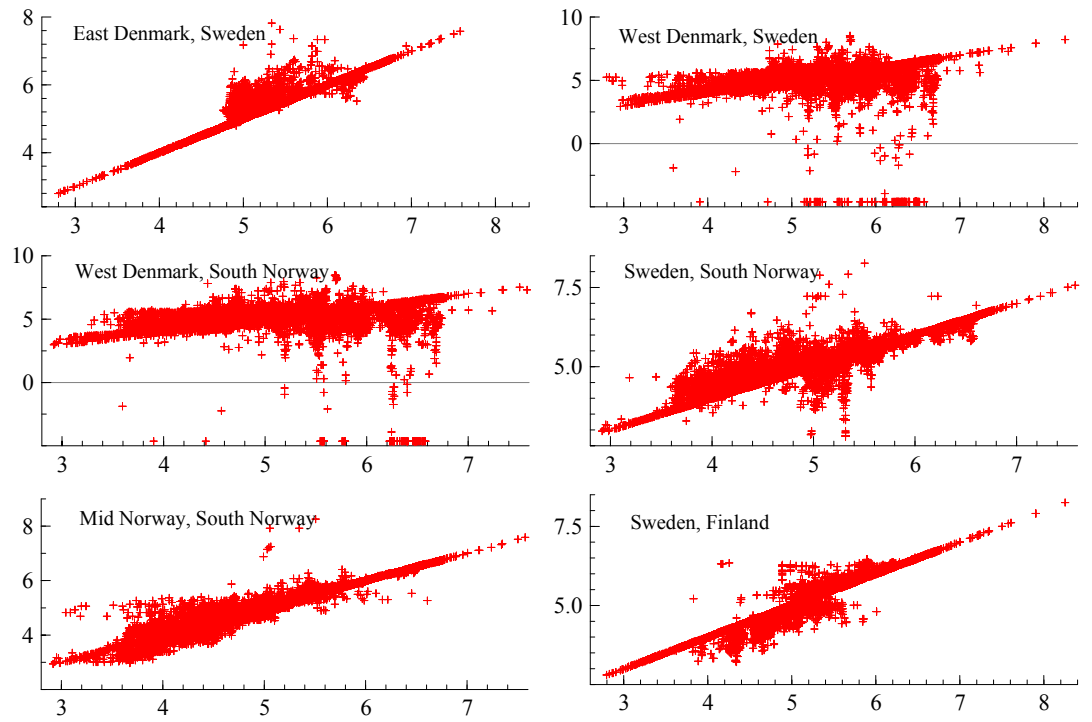 East Denmark, Sweden
6
4
3 4 5 6 7 8
West Denmark, Sweden
10
5
0
3 4 5 6 7 8
West Denmark, South Norway
10
5
0
3 4 5 6 7
Sweden, South Norway
7.5
5.0
3 4 5 6 7
Mid Norway, South Norway
8
6
4
3 4 5 6 7
Sweden, Finland
7.5
5.0
3 4 5 6 7 8